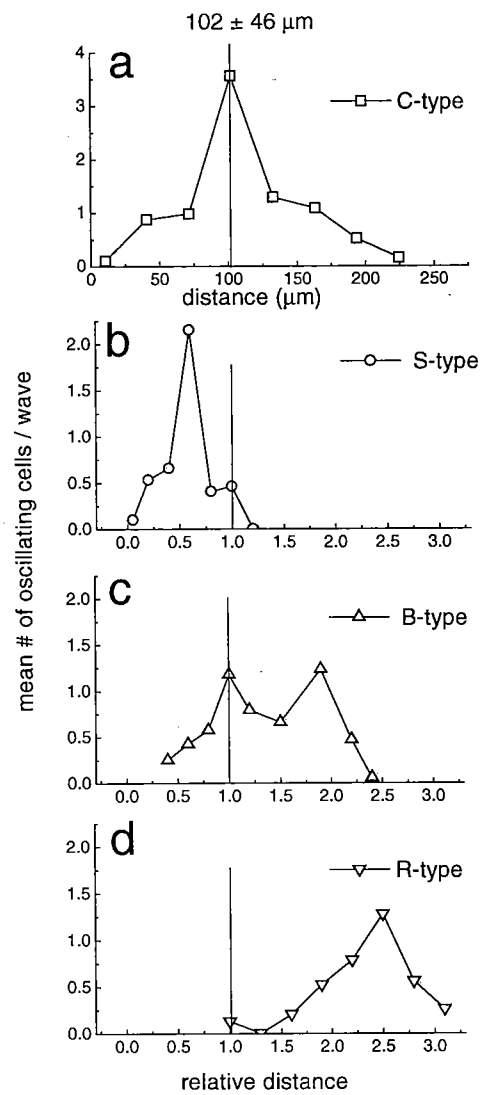 102 ± 46 µm
a
C-type
4
3
2
1
0
0 50 100 150 200 250
distance (µm)
mean # of oscillating cells / wave
b
S-type
2.0
1.5
1.0
0.5
0.0
0.0 0.5 1.0 1.5 2.0 2.5 3.0
c
B-type
2.0
1.5
1.0
0.5
0.0
0.0 0.5 1.0 1.5 2.0 2.5 3.0
d
R-type
2.0
1.5
1.0
0.5
0.0
0.0 0.5 1.0 1.5 2.0 2.5 3.0
relative distance